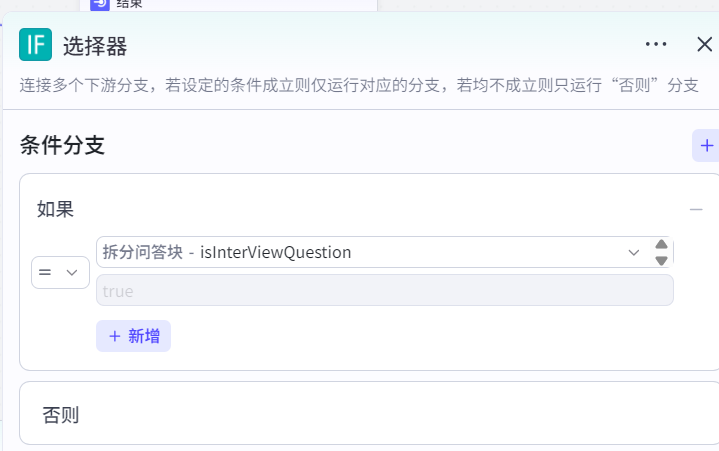 结束
IF 选择器
连接多个下游分支，若设定的条件成立则仅运行对应的分支，若均不成立则只运行“否则”分支
条件分支
如果
拆分问答块 - isInterViewQuestion
=
true
+ 新增
否则